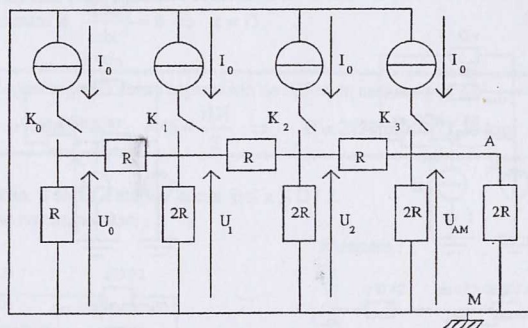 I0 I0 I0 I0
K0 K1 K2 K3
R R R A
R U0 2R U1 2R U2 2R UAM 2R
M